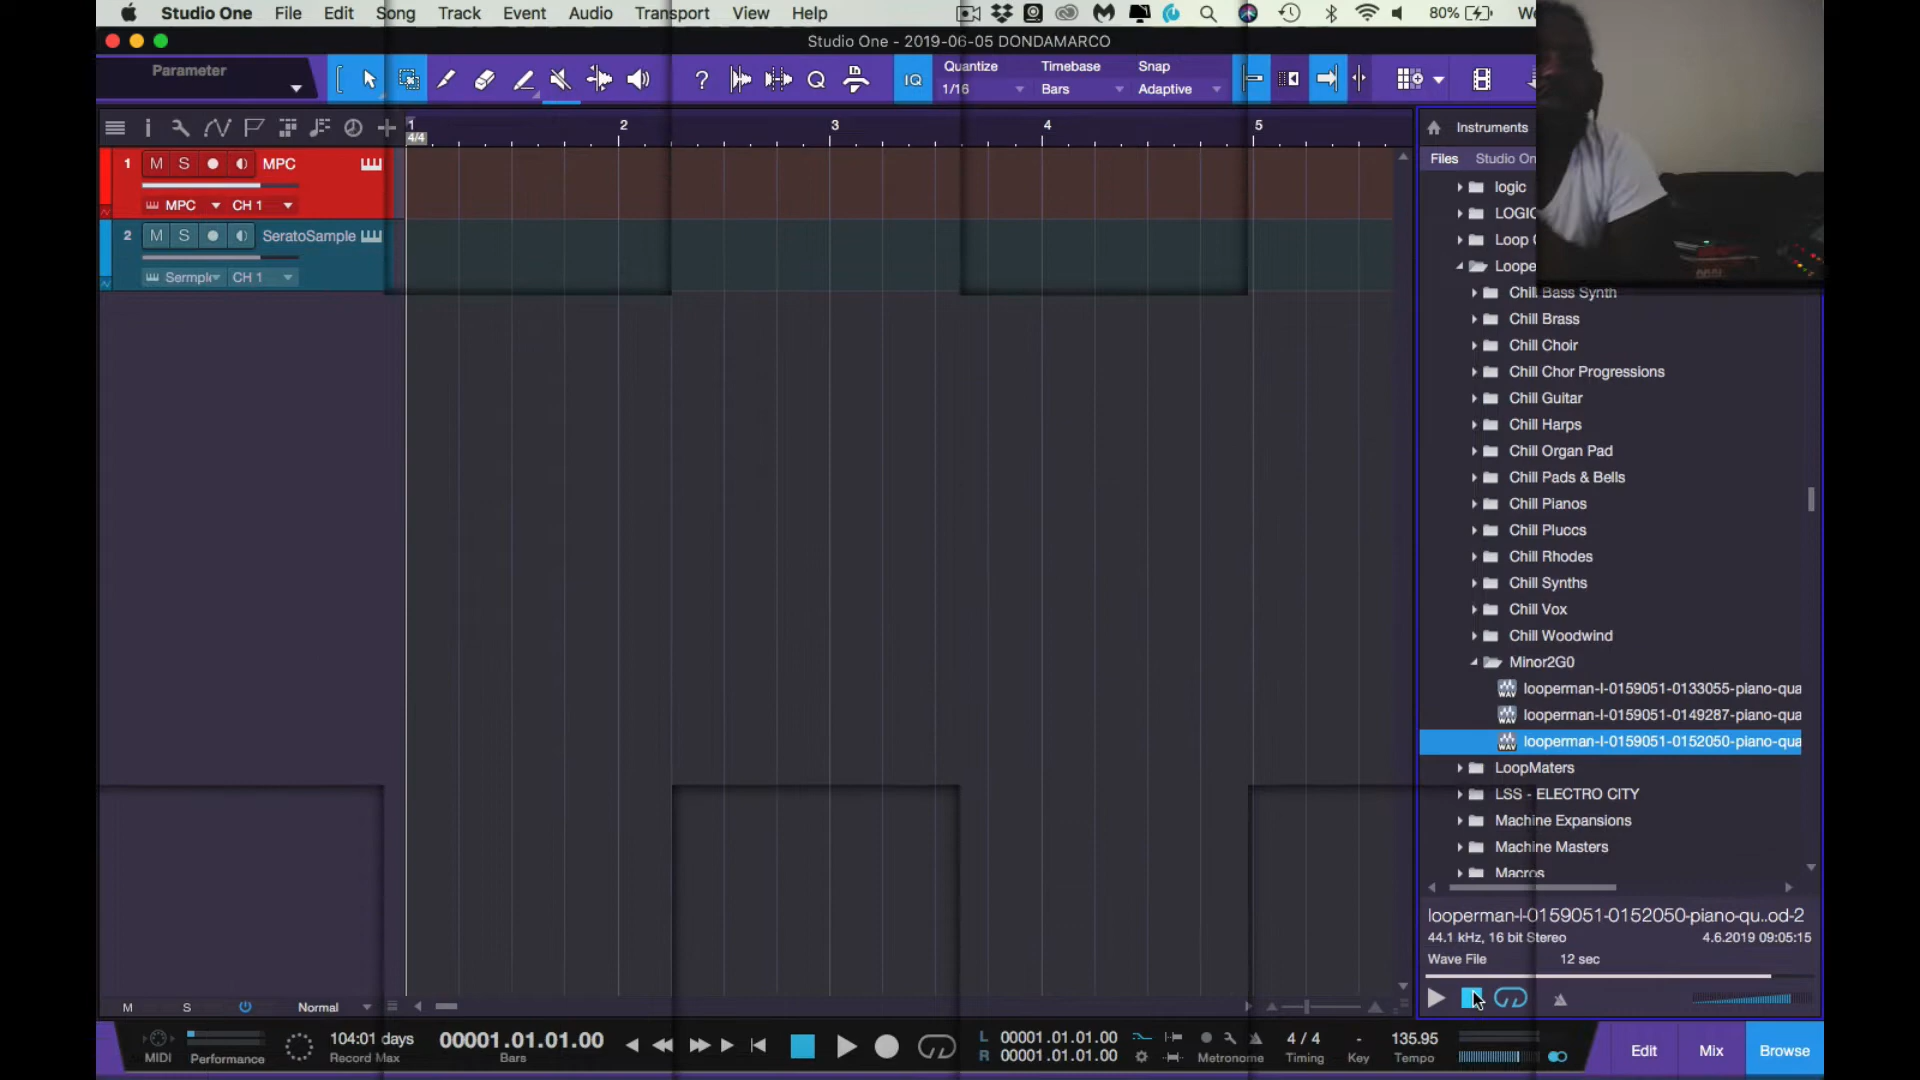 Studio One File Edit Song Track Event Audio Transport View Help 80%
Studio One - 2019-06-05 DONDAMARCO
Parameter
? Q IQ Quantize 1/16 Timebase Bars Snap Adaptive
1 2 3 4 5
4/4
1 M S MPC
MPC CH 1
2 M S SeratoSample
Sermple CH 1
Instruments
Files Studio On
logic
LOGIC
Loop
Loope
Chill Bass Synth
Chill Brass
Chill Choir
Chill Chor Progressions
Chill Guitar
Chill Harps
Chill Organ Pad
Chill Pads & Bells
Chill Pianos
Chill Pluccs
Chill Rhodes
Chill Synths
Chill Vox
Chill Woodwind
Minor2G0
looperman-l-0159051-0133055-piano-qua
looperman-l-0159051-0149287-piano-qua
looperman-l-0159051-0152050-piano-qua
LoopMaters
LSS - ELECTRO CITY
Machine Expansions
Machine Masters
Macros
looperman-l-0159051-0152050-piano-qu..od-2
44.1 kHz, 16 bit Stereo 4.6.2019 09:05:15
Wave File 12 sec
M S Normal
MIDI Performance
104:01 days
Record Max
00001.01.01.00
Bars
L 00001.01.01.00
R 00001.01.01.00
Metronome
4 / 4
Timing
-
Key
135.95
Tempo
Edit Mix Browse